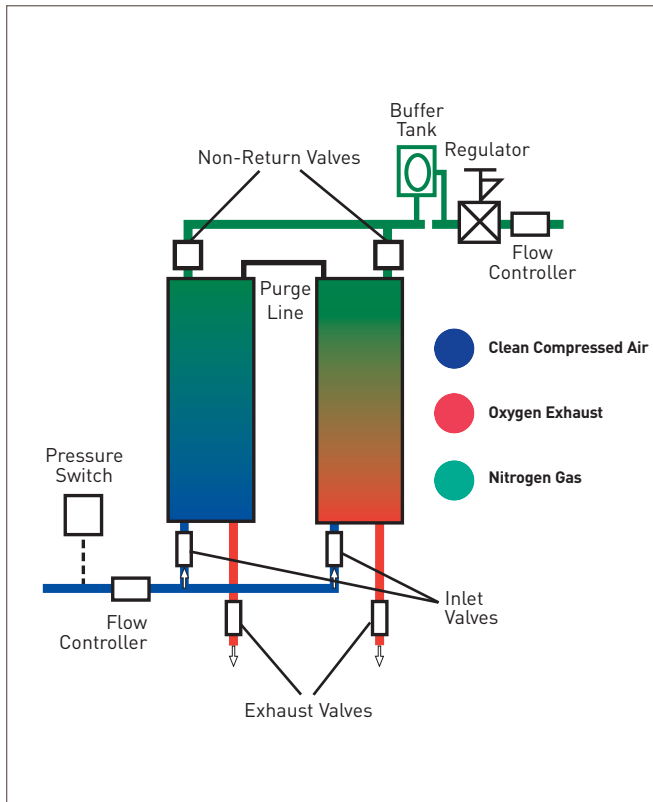 Buffer
Tank
Regulator
Non-Return Valves
Flow
Controller
Purge
Line
Clean Compressed Air
Oxygen Exhaust
Nitrogen Gas
Pressure
Switch
Flow
Controller
Inlet
Valves
Exhaust Valves